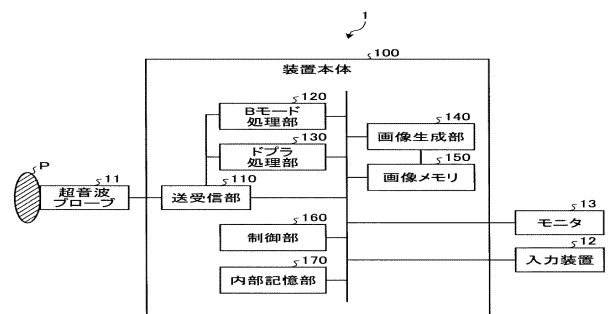 1
100
装置本体
120
Bモード
処理部
140
画像生成部
130
ドプラ
処理部
150
画像メモリ
P
11
超音波
プローブ
110
送受信部
160
制御部
13
モニタ
12
入力装置
170
内部記憶部